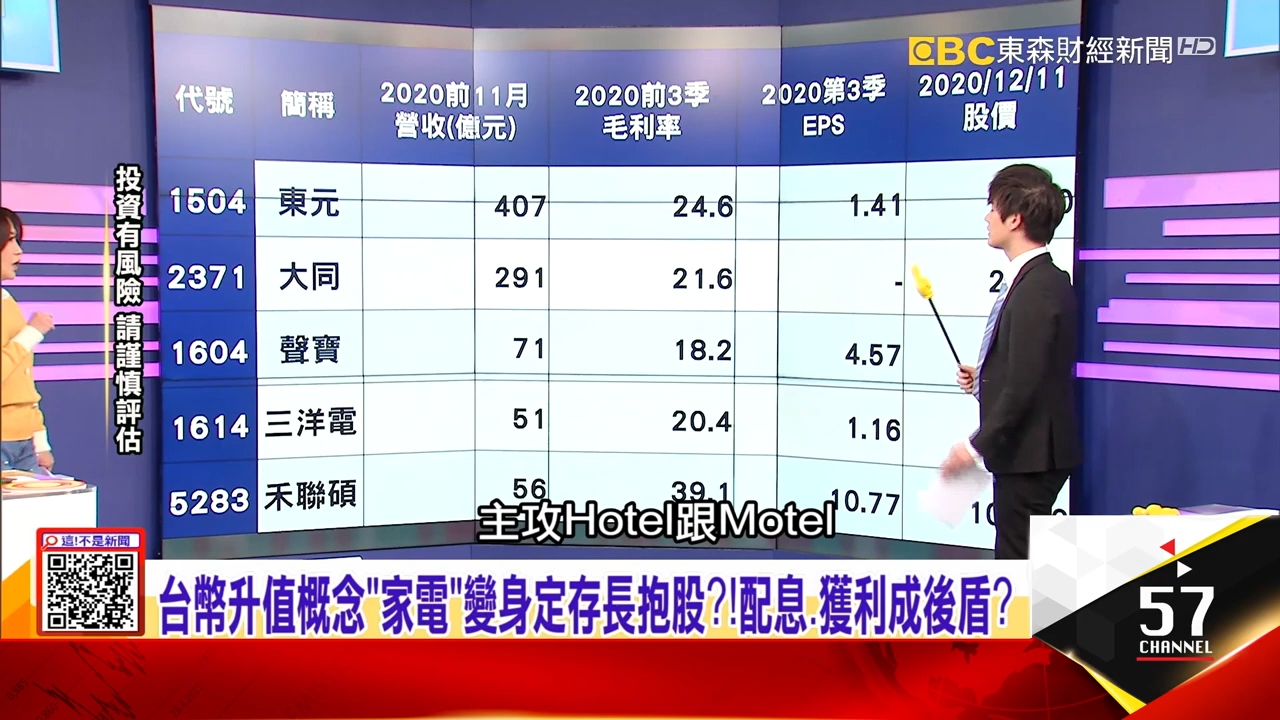 EBC東森財經新聞HD
代號 簡稱 2020前11月營收(億元) 2020前3季毛利率 2020第3季EPS 2020/12/11股價
1504 東元 407 24.6 1.41
2371 大同 291 21.6 -
1604 聲寶 71 18.2 4.57
1614 三洋電 51 20.4 1.16
5283 禾聯碩 56 39.1 10.77
投資有風險 請謹慎評估
主攻Hotel跟Motel
這!不是新聞
台幣升值概念"家電"變身定存長抱股?!配息.獲利成後盾?
57
CHANNEL